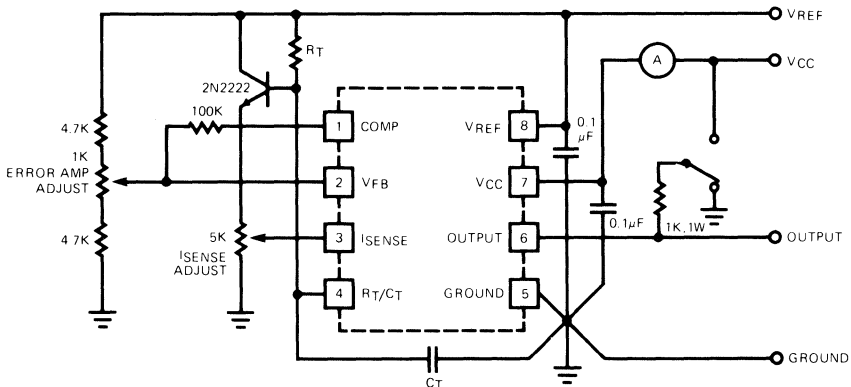 VREF
RT
A
VCC
2N2222
100K
4.7K
1K
ERROR AMP
ADJUST
4.7K
1 COMP
2 VFB
3 ISENSE
4 RT/CT
VREF 8
VCC 7
OUTPUT 6
GROUND 5
0.1
µF
0.1µF
1K, 1W
5K
ISENSE
ADJUST
OUTPUT
CT
GROUND